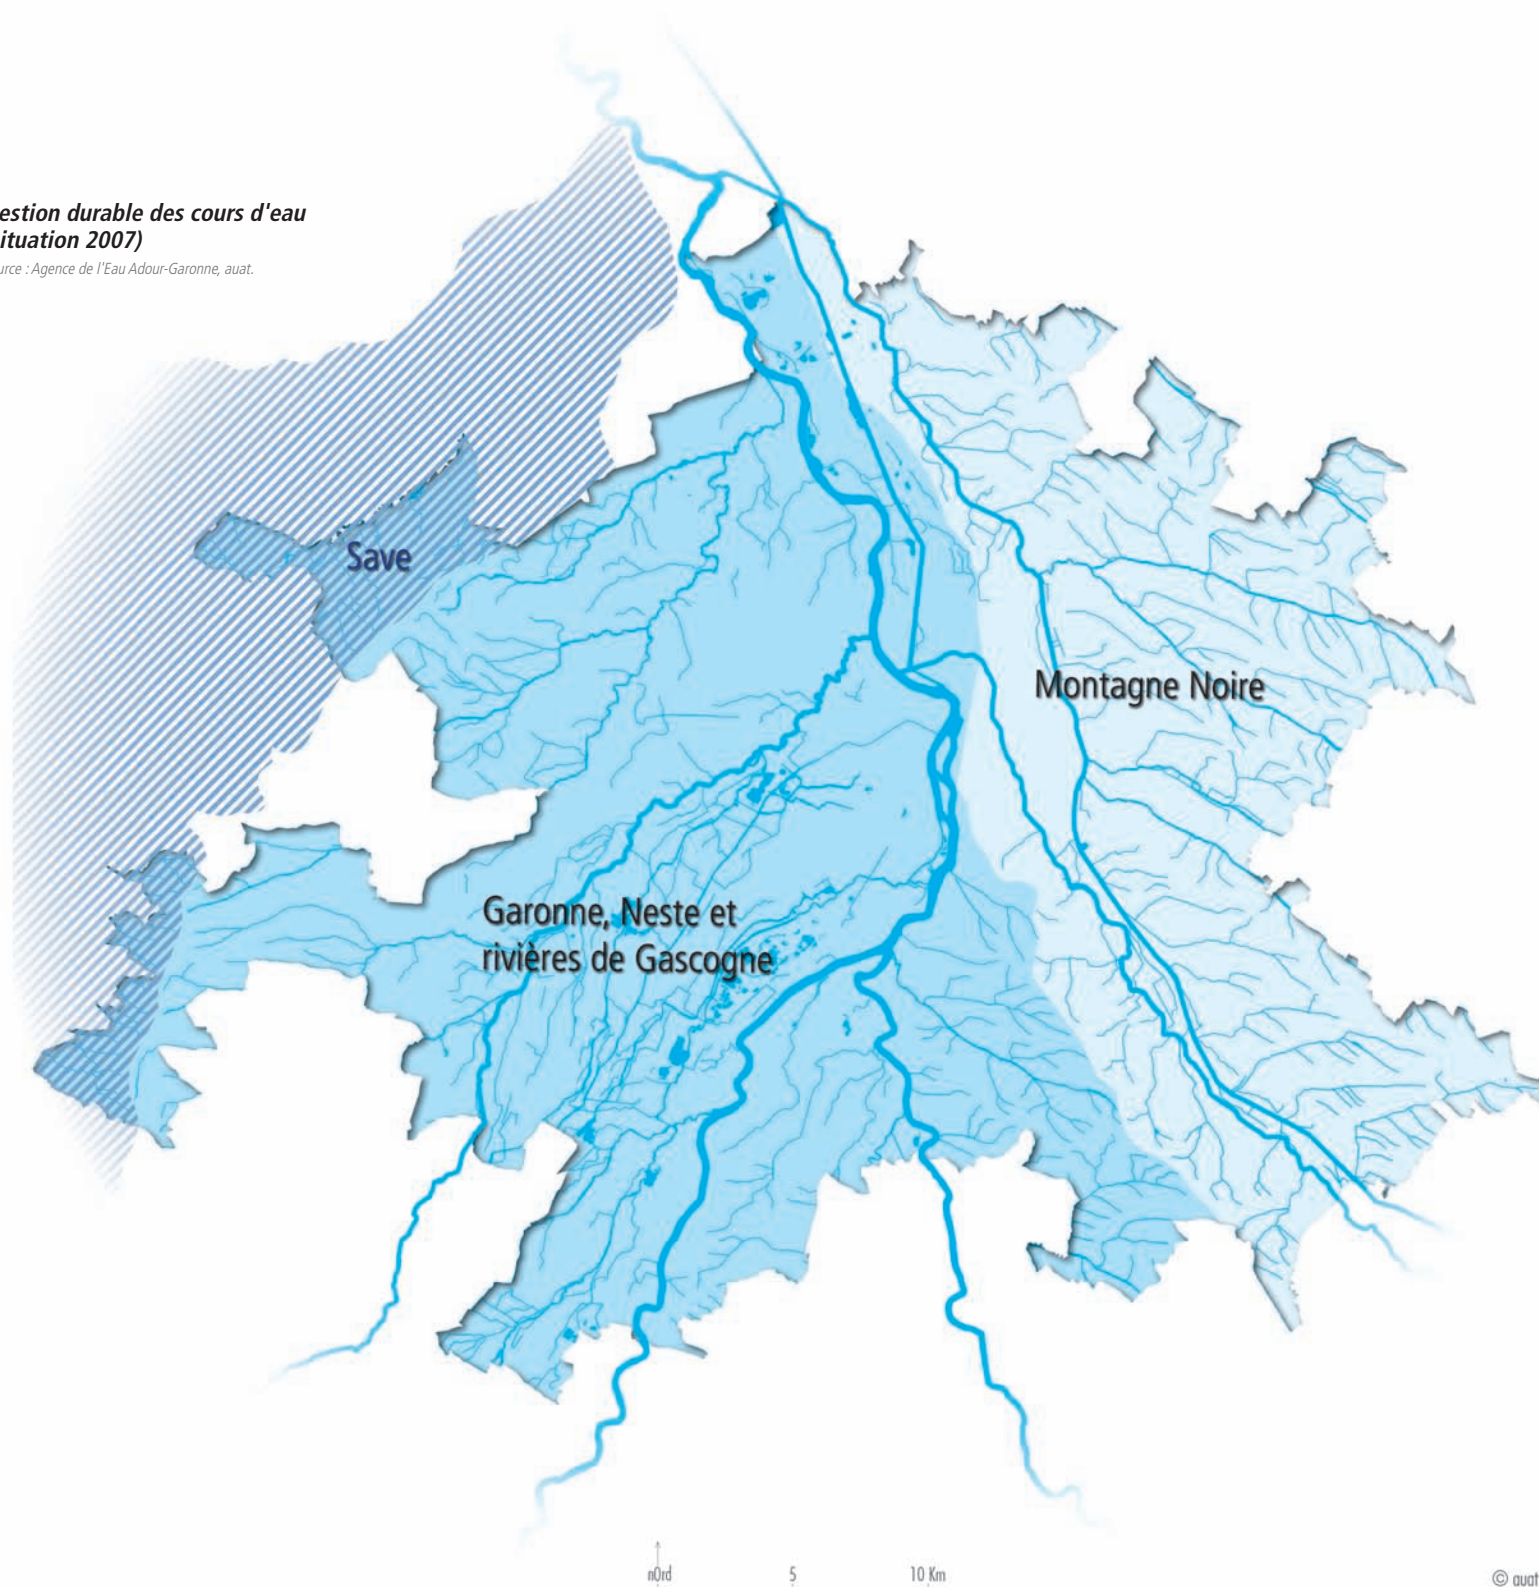 estion durable des cours d'eau
ituation 2007)
urce : Agence de l'Eau Adour-Garonne, auat.
Save
Montagne Noire
Garonne, Neste et
rivières de Gascogne
nord 0 5 10 Km
© auat